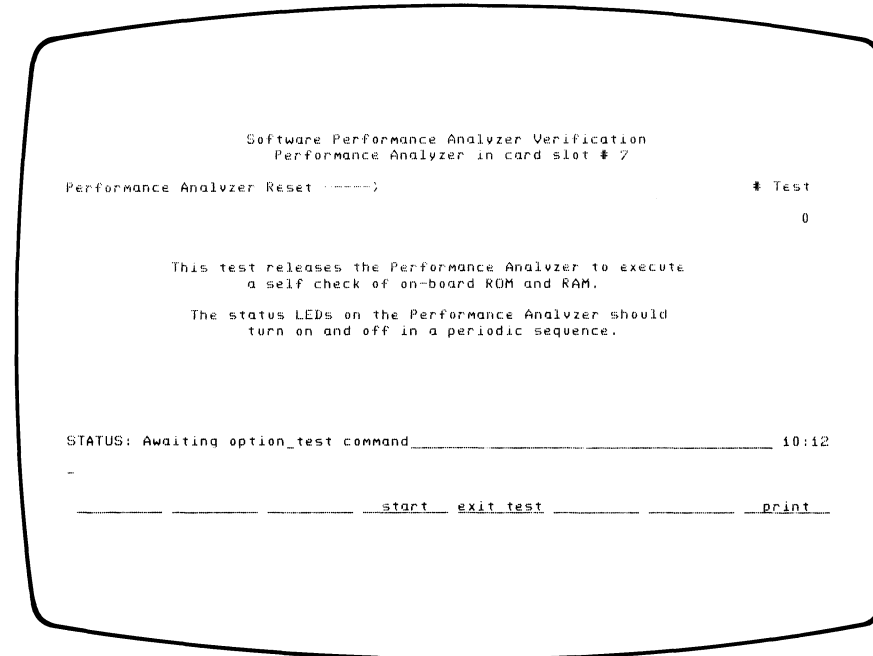 Software Performance Analyzer Verification
Performance Analyzer in card slot # 7
Performance Analyzer Reset ----->
# Test
0
This test releases the Performance Analyzer to execute
a self check of on-board ROM and RAM.
The status LEDs on the Performance Analyzer should
turn on and off in a periodic sequence.
STATUS: Awaiting option_test command 10:12
_
start exit test print